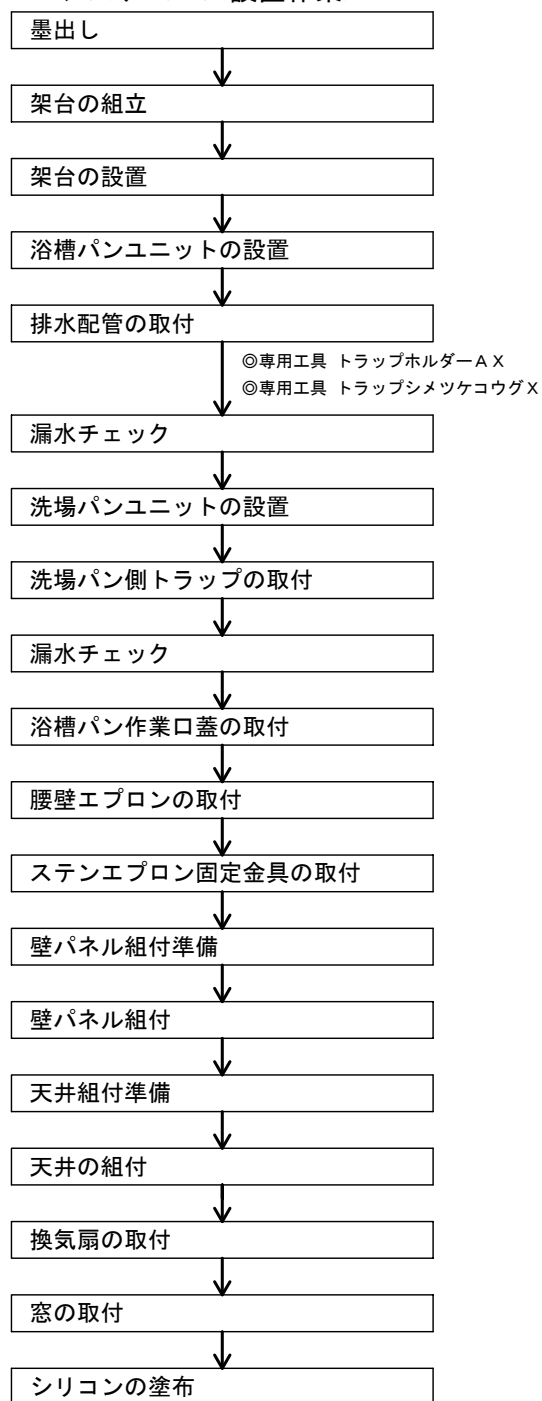 墨出し
架台の組立
架台の設置
浴槽パンユニットの設置
排水配管の取付
◎専用工具 トラップホルダーＡＸ
◎専用工具 トラップシメツケコウグＸ
漏水チェック
洗場パンユニットの設置
洗場パン側トラップの取付
漏水チェック
浴槽パン作業口蓋の取付
腰壁エプロンの取付
ステンエプロン固定金具の取付
壁パネル組付準備
壁パネル組付
天井組付準備
天井の組付
換気扇の取付
窓の取付
シリコンの塗布